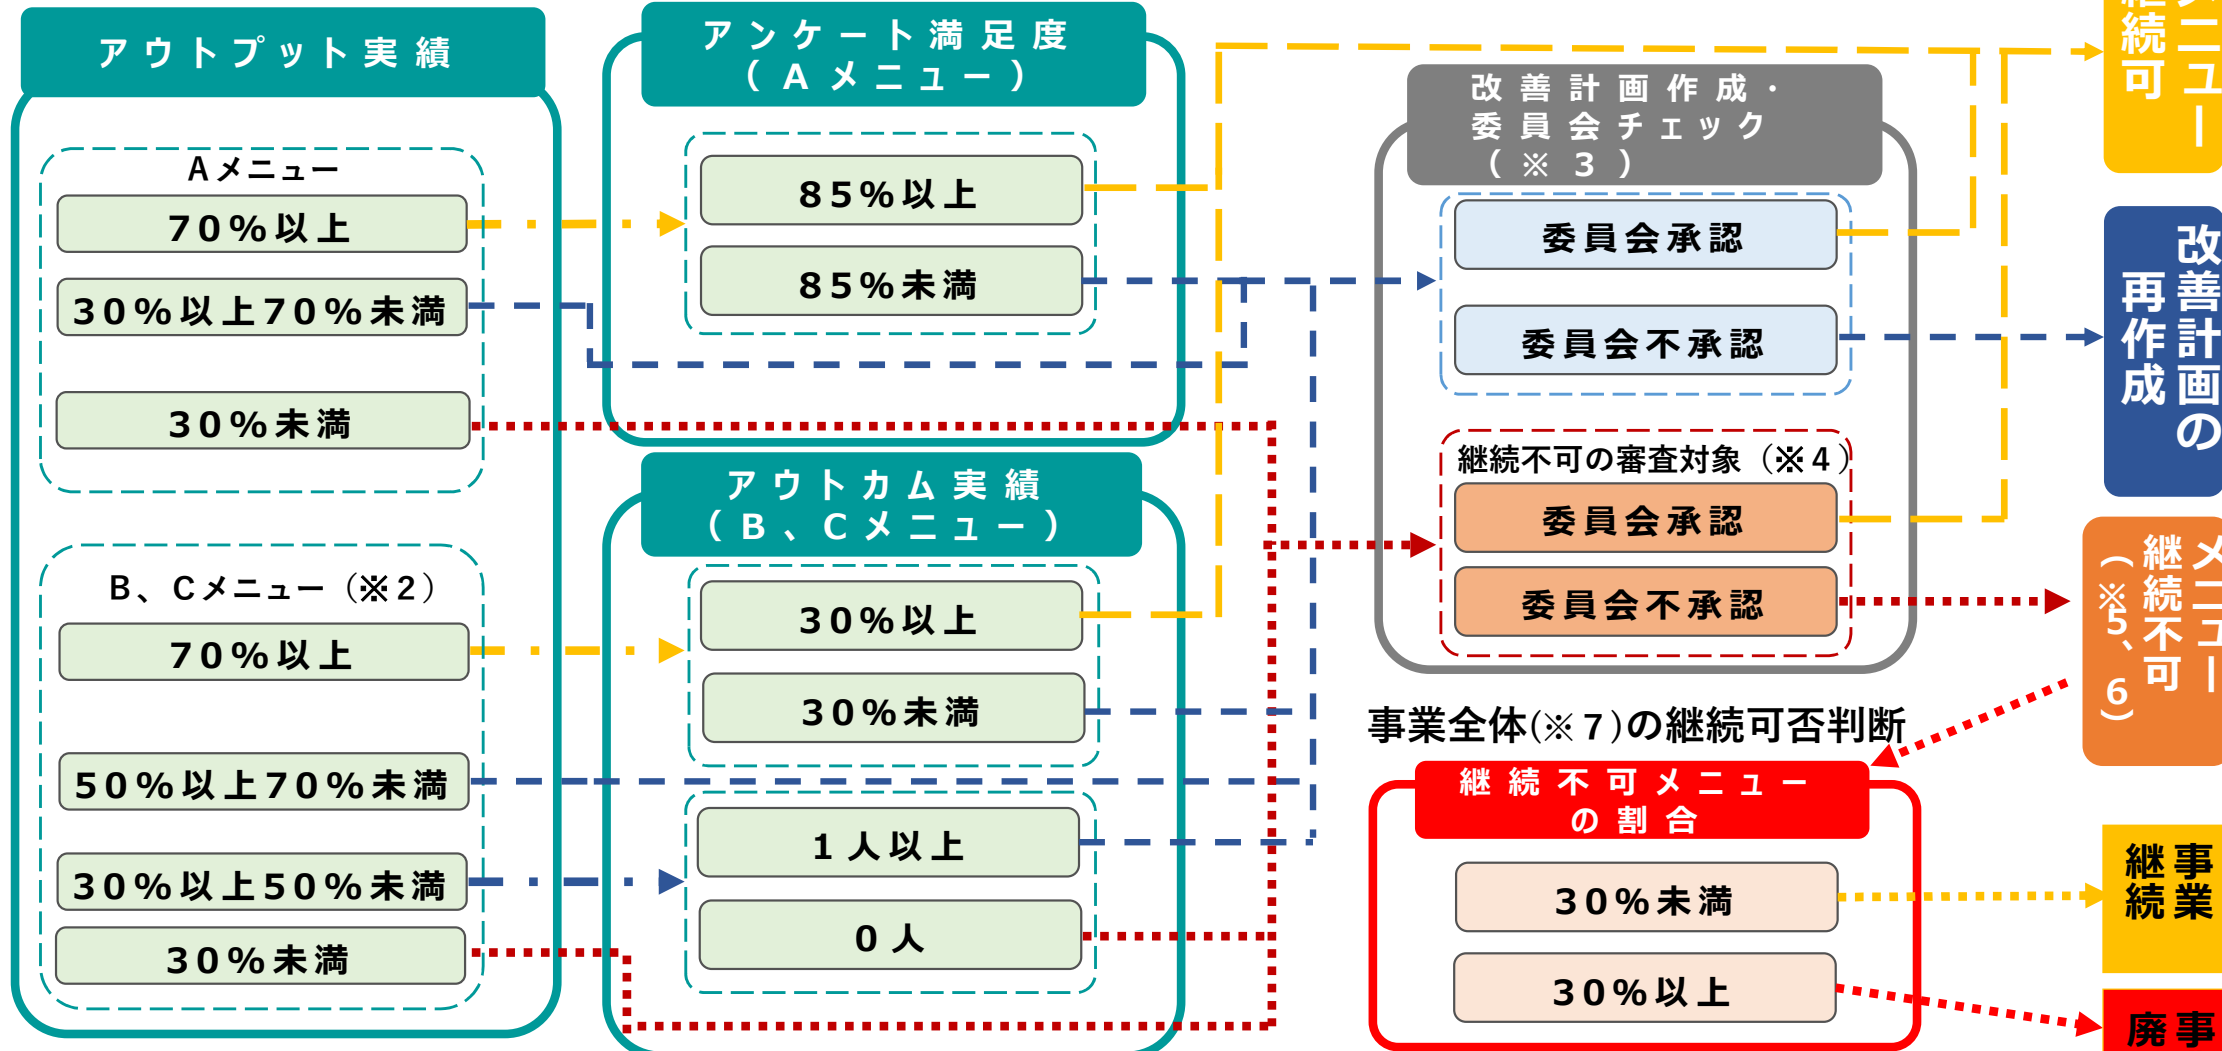 アウトプット実績
Aメニュー
70%以上
30%以上70%未満
30%未満
B、Cメニュー（※2）
70%以上
50%以上70%未満
30%以上50%未満
30%未満
アンケート満足度
（Aメニュー）
85%以上
85%未満
アウトカム実績
（B、Cメニュー）
30%以上
30%未満
1人以上
0人
改善計画作成・
委員会チェック
（※3）
委員会承認
委員会不承認
継続不可の審査対象（※4）
委員会承認
委員会不承認
事業全体(※7)の継続可否判断
継続不可メニュー
の割合
30%未満
30%以上
メニュー
継続可
改善計画の
再作成
メニュー
継続不可
（※5、6）
事業
継続
事
廃